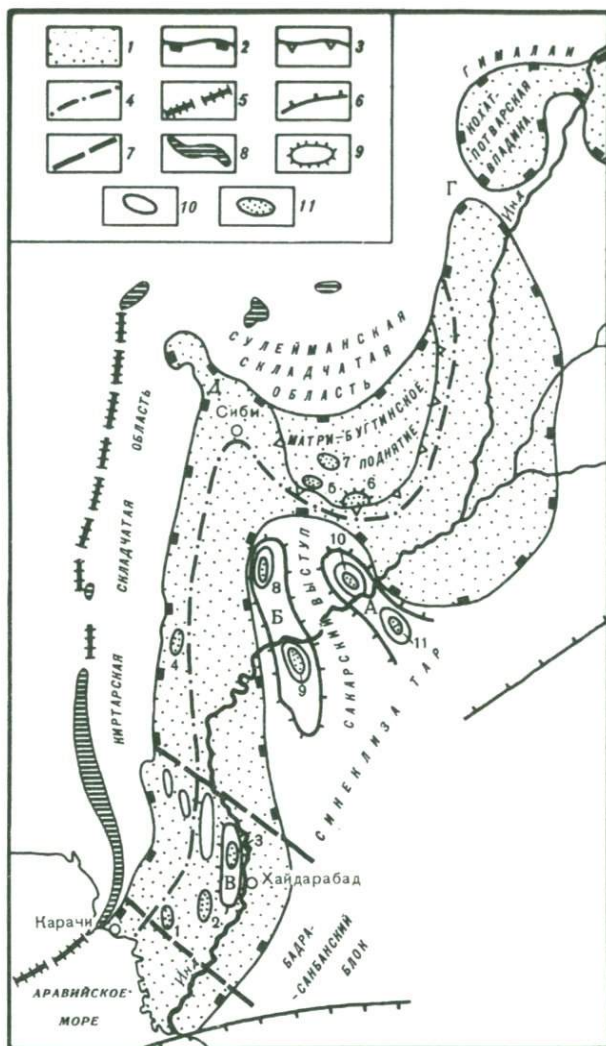 1 2 3
4 5 6
7 8 9
10 11
ГИМАЛАИ
КОХАТ-
ПОТВАРСКАЯ
ВПАДИНА
Г
Инд
СУЛЕЙМАНСКАЯ
СКЛАДЧАТАЯ
ОБЛАСТЬ
Д
Сиби
МАТРИ-БУГТИНСКОЕ
7 ПОДНЯТИЕ
5 6
10
8
А
Б
11
9
4
САКАРСКИЙ ВЫСТУП
СИНЕКЛИЗА ТАР
КИРТАРСКАЯ СКЛАДЧАТАЯ ОБЛАСТЬ
3
В
Хайдарабад
1 2
Карачи
Инд
БАДРА-
-САНБАНСКИЙ
БЛОК
АРАВИЙСКОЕ
МОРЕ